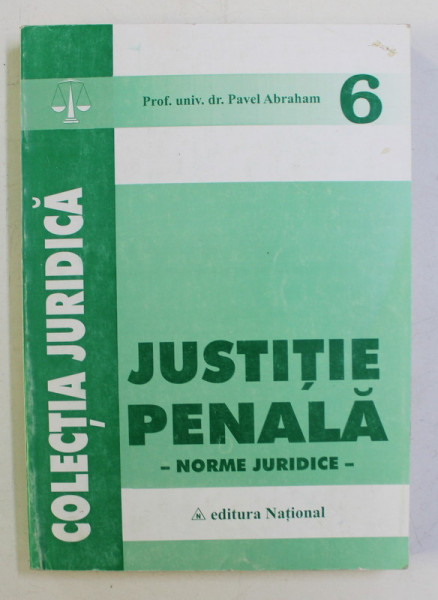 Prof. univ. dr. Pavel Abraham 6
COLECȚIA JURIDICĂ
JUSTIȚIE
PENALĂ
- NORME JURIDICE -
N editura Național